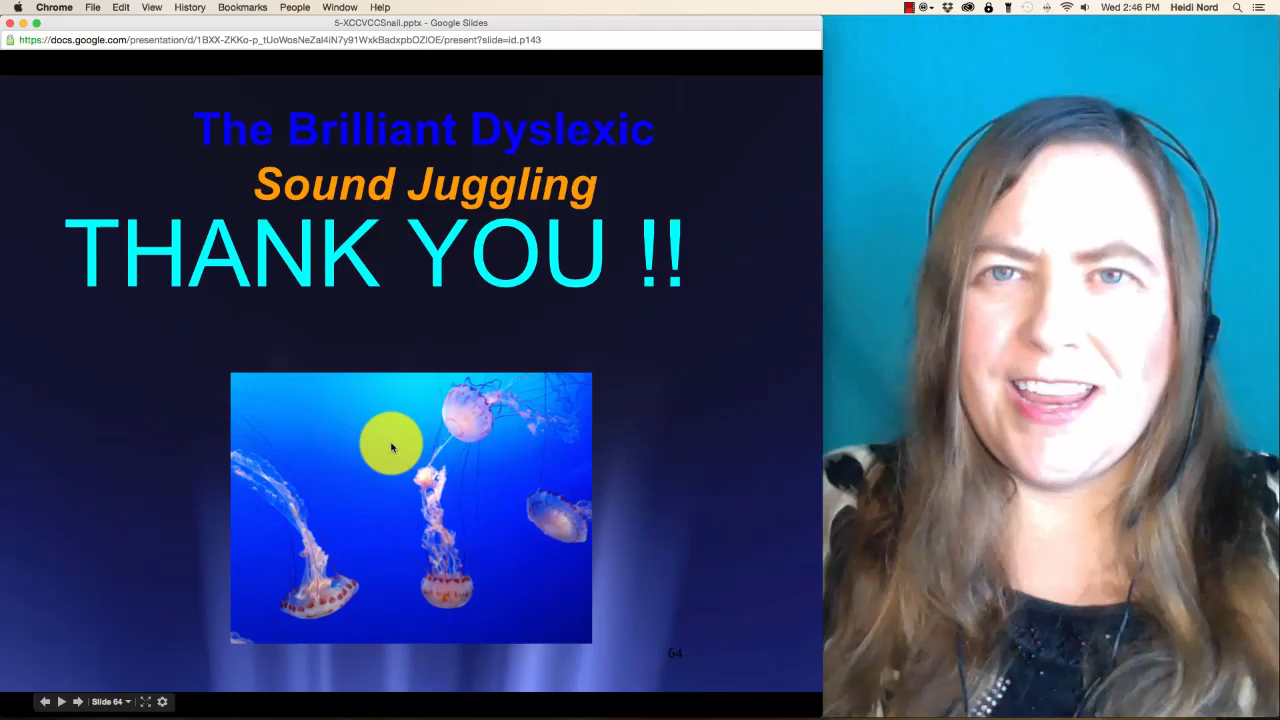 Chrome File Edit View History Bookmarks People Window Help Wed 2:46 PM Heidi Nord
5-XCCVCCSnail.pptx - Google Slides
https://docs.google.com/presentation/d/1BXX-ZKKo-p_tUoWosNeZal4iN7y91WxkBadxpbOZIOE/present?slide=id.p143
The Brilliant Dyslexic
Sound Juggling
THANK YOU !!
64
Slide 64